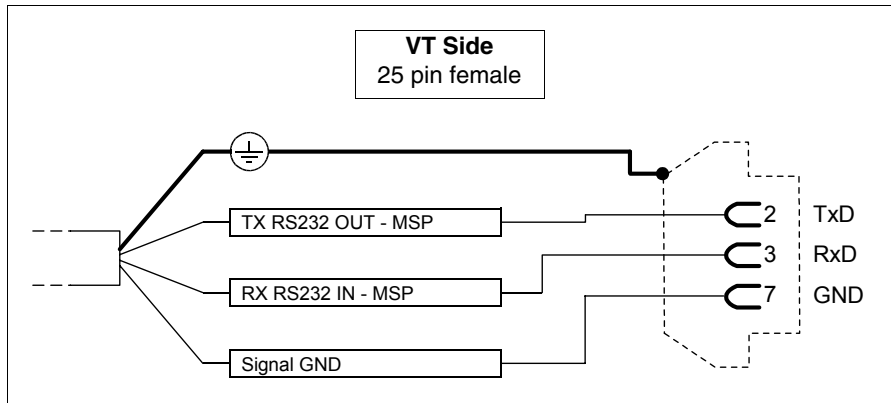 VT Side
25 pin female
TX RS232 OUT - MSP
2 TxD
RX RS232 IN - MSP
3 RxD
Signal GND
7 GND